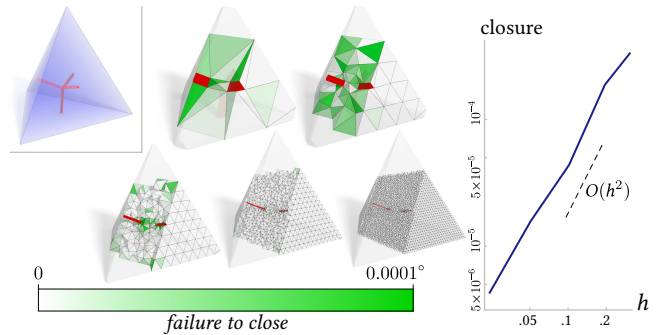 closure
10⁻⁴
5×10⁻⁵
O(h²)
10⁻⁵
5×10⁻⁶
.05
.1
.2
h
0
0.0001°
failure to close